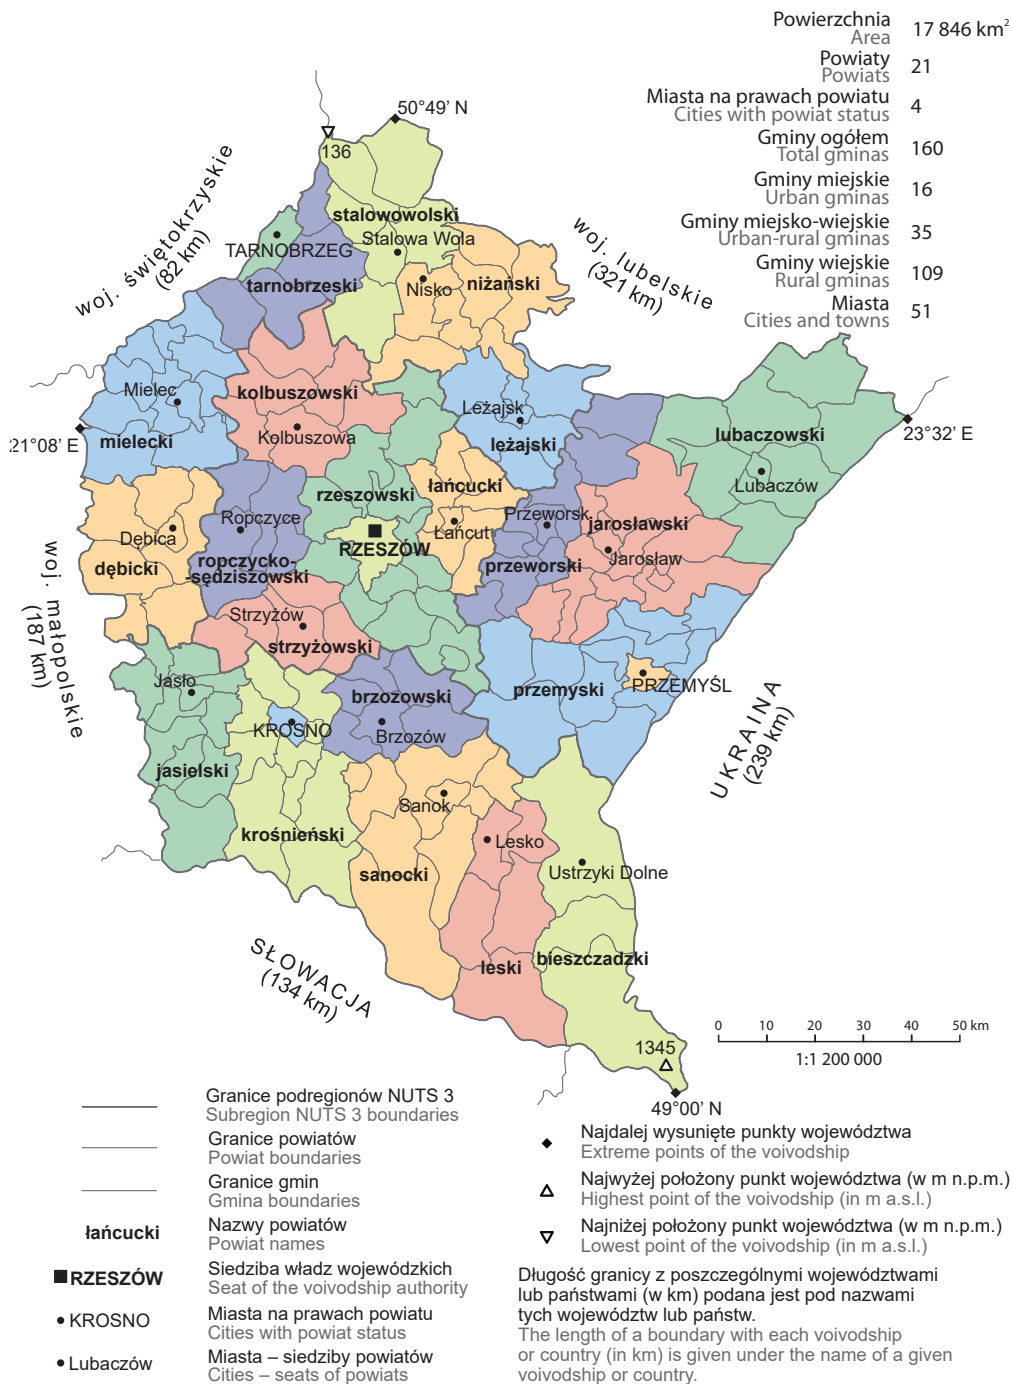 Powierzchnia
Area
17 846 km²
Powiaty
Powiats
21
Miasta na prawach powiatu
Cities with powiat status
4
Gminy ogółem
Total gminas
160
Gminy miejskie
Urban gminas
16
Gminy miejsko-wiejskie
Urban-rural gminas
35
Gminy wiejskie
Rural gminas
109
Miasta
Cities and towns
51
50°49' N
136
woj. świętokrzyskie
(82 km)
woj. lubelskie
(321 km)
stalowowolski
Stalowa Wola
TARNOBRZEG
tarnobrzeski
Nisko
niżański
Mielec
mielecki
kolbuszowski
Kolbuszowa
Leżajsk
leżajski
lubaczowski
Lubaczów
21°08' E
23°32' E
rzeszowski
RZESZÓW
łańcucki
Łańcut
Przeworsk
przeworski
jarosławski
Jarosław
Dębica
dębicki
Ropczyce
ropczycko-
-sędziszowski
Strzyżów
strzyżowski
woj. małopolskie
(187 km)
Jasło
jasielski
KROSNO
krośnieński
brzozowski
Brzozów
przemyski
PRZEMYŚL
UKRAINA
(239 km)
Sanok
sanocki
Lesko
leski
Ustrzyki Dolne
bieszczadzki
SŁOWACJA
(134 km)
1345
49°00' N
0 10 20 30 40 50 km
1:1 200 000
Granice podregionów NUTS 3
Subregion NUTS 3 boundaries
Granice powiatów
Powiat boundaries
Granice gmin
Gmina boundaries
łańcucki
Nazwy powiatów
Powiat names
RZESZÓW
Siedziba władz wojewódzkich
Seat of the voivodship authority
KROSNO
Miasta na prawach powiatu
Cities with powiat status
Lubaczów
Miasta – siedziby powiatów
Cities – seats of powiats
Najdalej wysunięte punkty województwa
Extreme points of the voivodship
Najwyżej położony punkt województwa (w m n.p.m.)
Highest point of the voivodship (in m a.s.l.)
Najniżej położony punkt województwa (w m n.p.m.)
Lowest point of the voivodship (in m a.s.l.)
Długość granicy z poszczególnymi województwami
lub państwami (w km) podana jest pod nazwami
tych województw lub państw.
The length of a boundary with each voivodship
or country (in km) is given under the name of a given
voivodship or country.